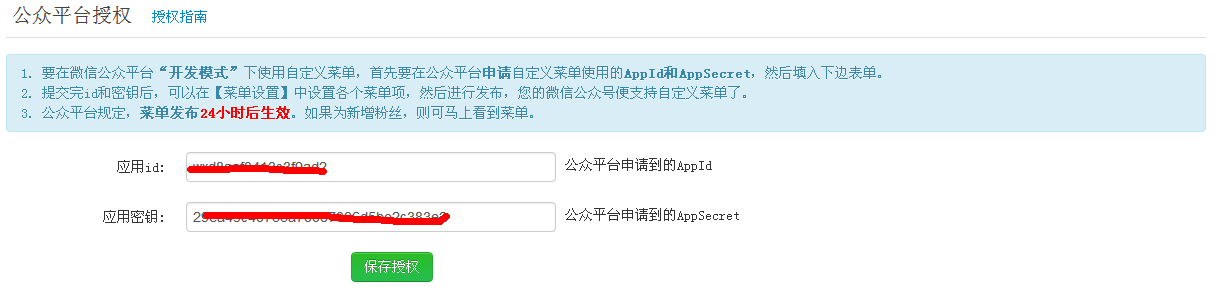 公众平台授权 授权指南
1. 要在微信公众平台“开发模式”下使用自定义菜单，首先要在公众平台申请自定义菜单使用的AppId和AppSecret，然后填入下边表单。
2. 提交完id和密钥后，可以在【菜单设置】中设置各个菜单项，然后进行发布，您的微信公众号便支持自定义菜单了。
3. 公众平台规定，菜单发布24小时后生效。如果为新增粉丝，则可马上看到菜单。
应用id: 公众平台申请到的AppId
应用密钥: 公众平台申请到的AppSecret
保存授权